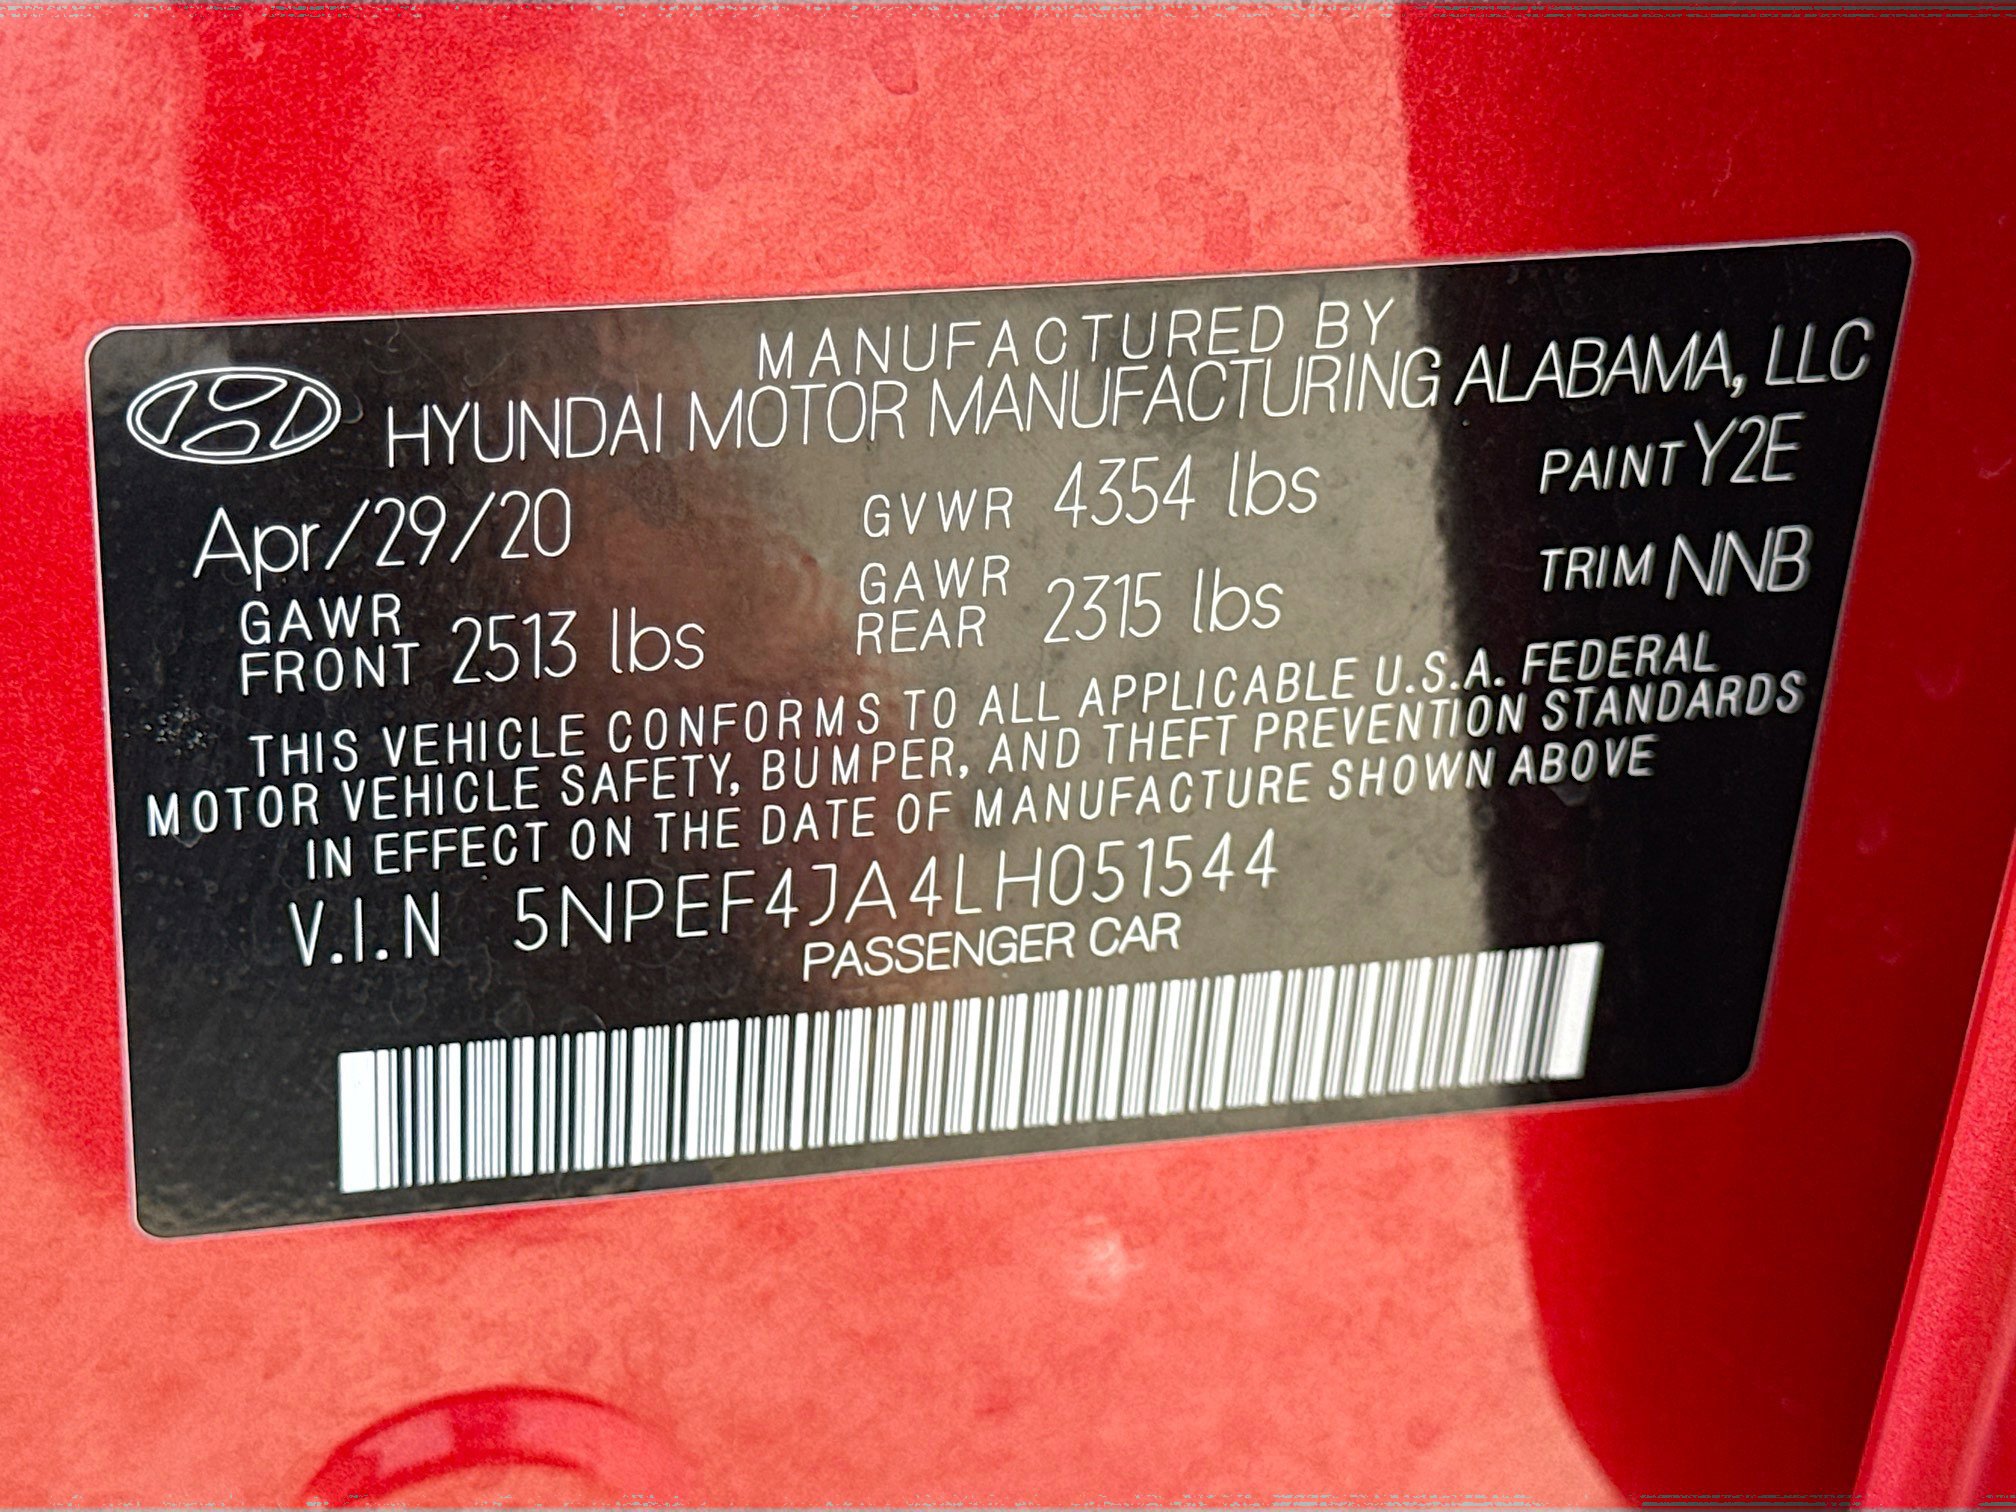 MANUFACTURED BY
HYUNDAI MOTOR MANUFACTURING ALABAMA, LLC
Apr/29/20 GVWR 4354 lbs PAINT Y2E
GAWR FRONT 2513 lbs GAWR REAR 2315 lbs TRIM NNB
THIS VEHICLE CONFORMS TO ALL APPLICABLE U.S.A. FEDERAL
MOTOR VEHICLE SAFETY, BUMPER, AND THEFT PREVENTION STANDARDS
IN EFFECT ON THE DATE OF MANUFACTURE SHOWN ABOVE
V.I.N 5NPEF4JA4LH051544
PASSENGER CAR